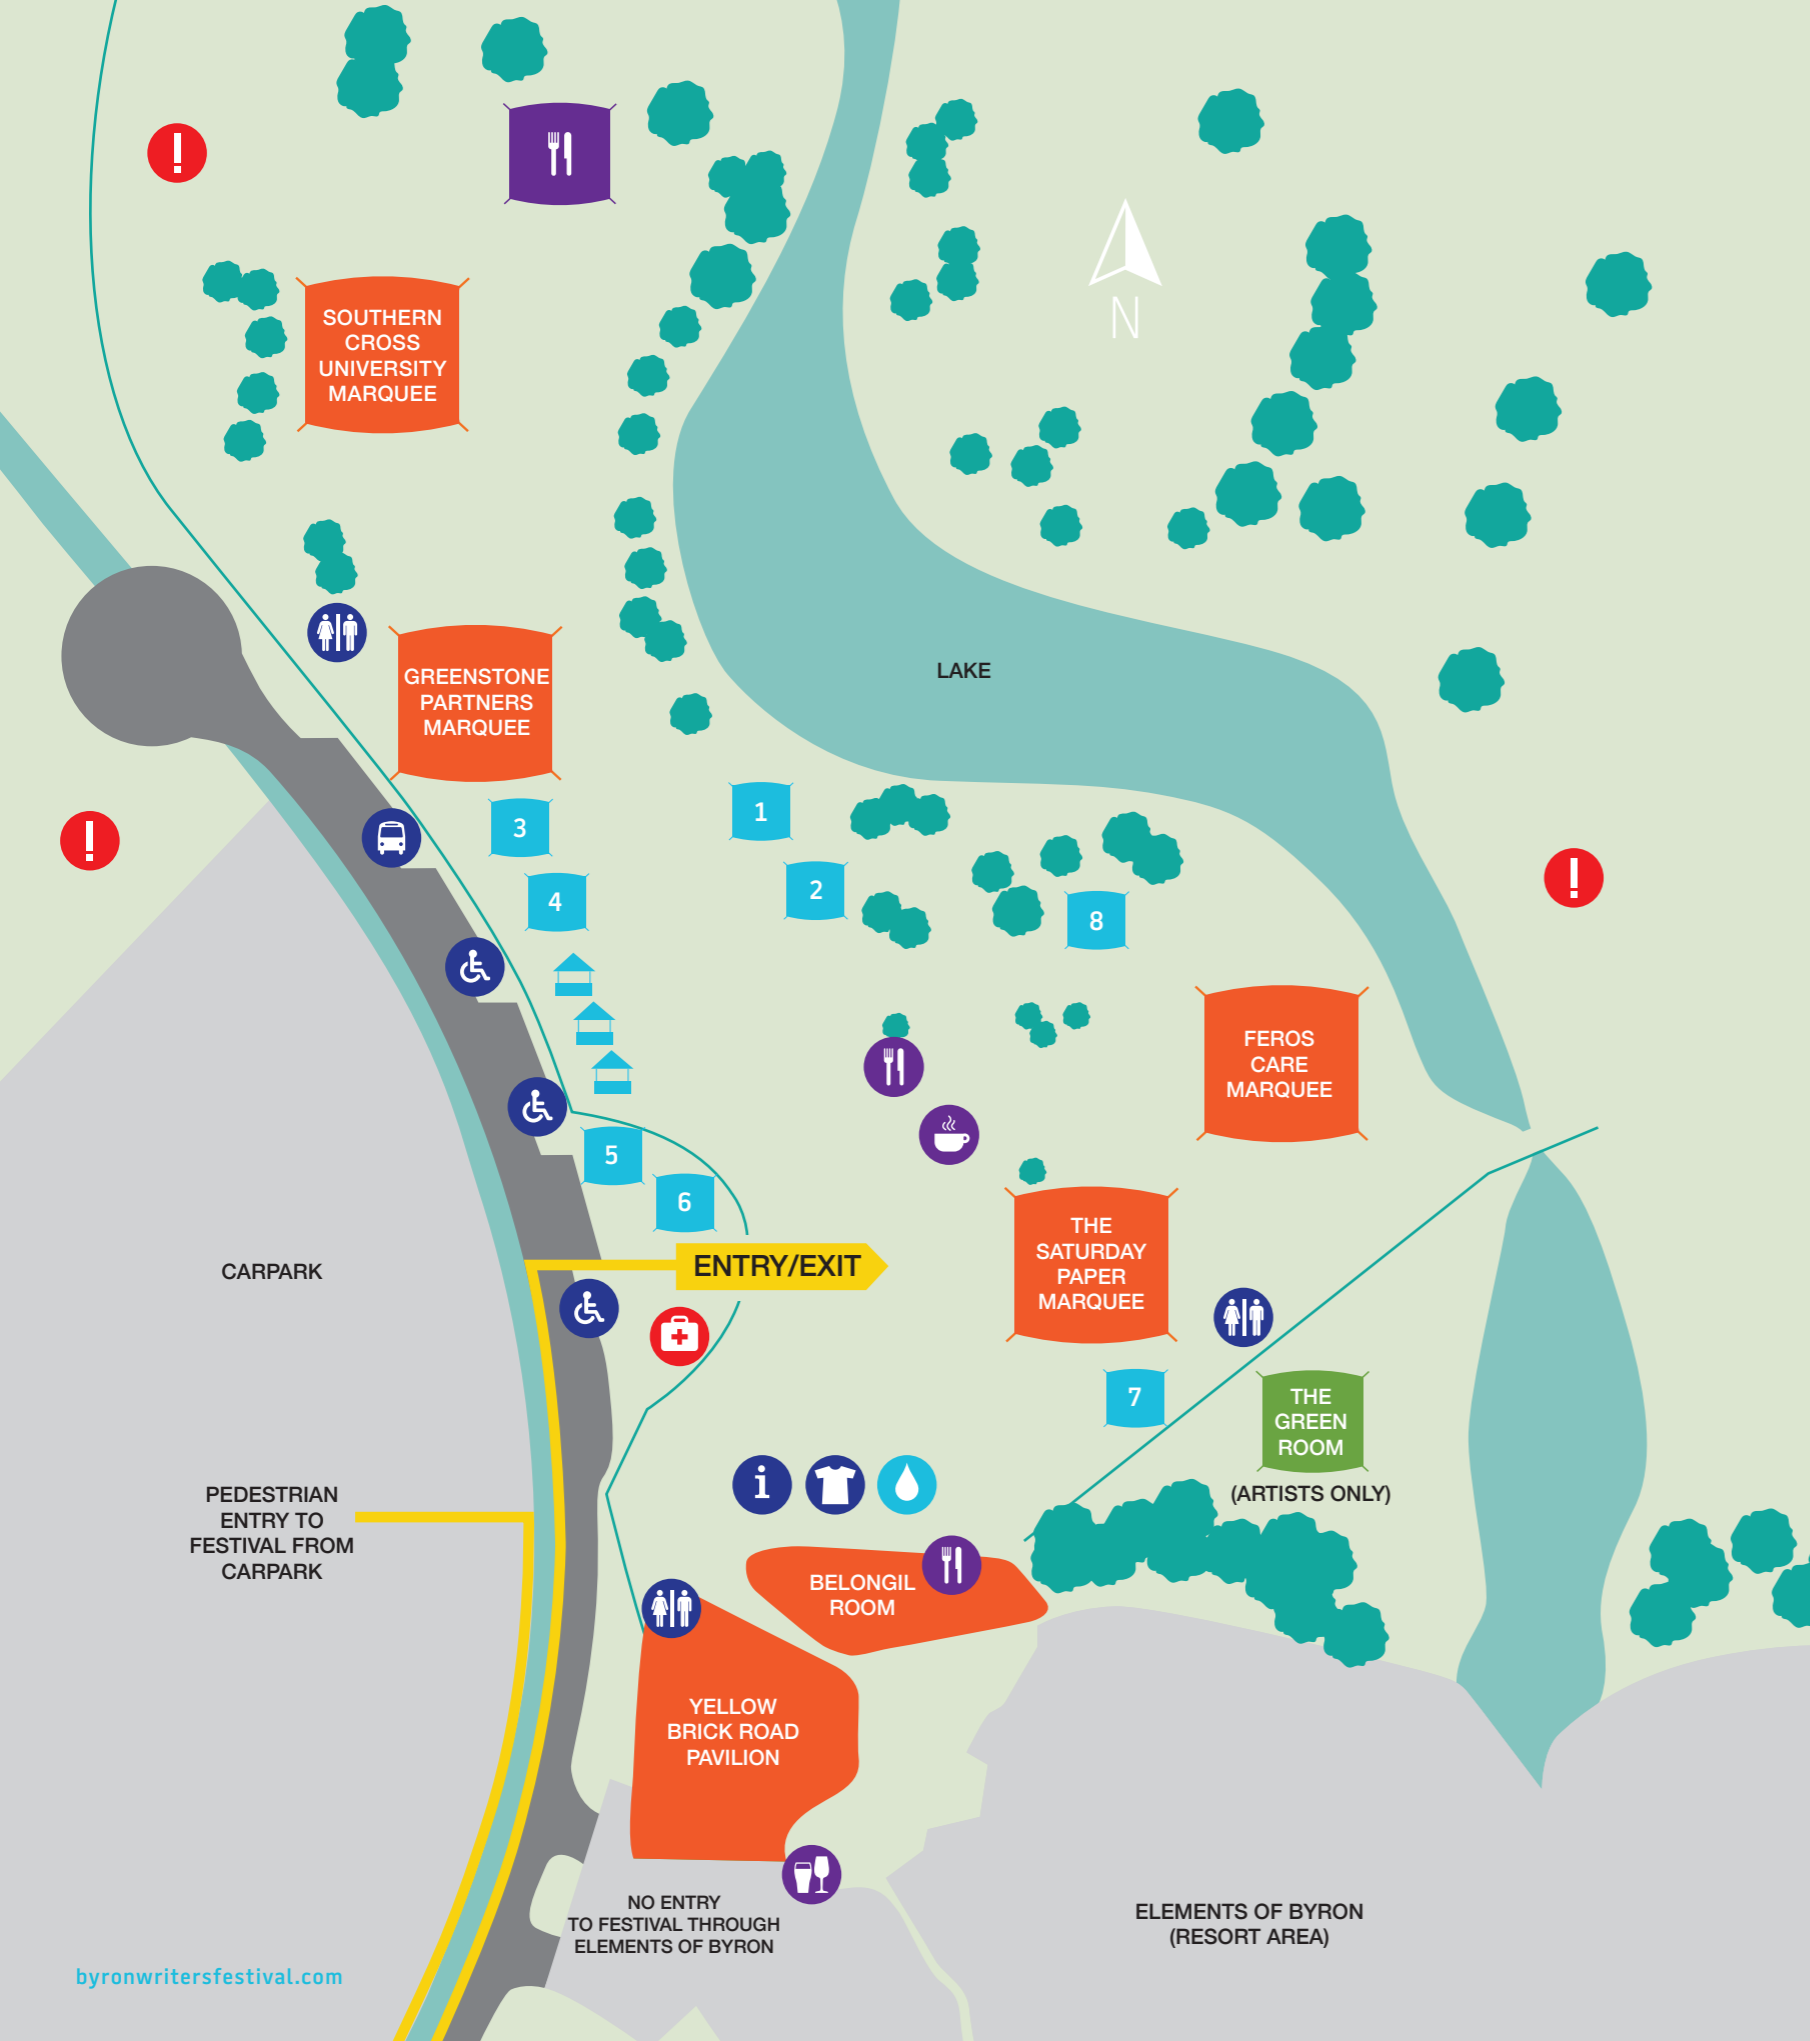 SOUTHERN
CROSS
UNIVERSITY
MARQUEE
N
GREENSTONE
PARTNERS
MARQUEE
LAKE
1
3
2
4
8
FEROS
CARE
MARQUEE
5
6
THE
SATURDAY
PAPER
MARQUEE
ENTRY/EXIT
CARPARK
7
THE
GREEN
ROOM
(ARTISTS ONLY)
i
PEDESTRIAN
ENTRY TO
FESTIVAL FROM
CARPARK
BELONGIL
ROOM
YELLOW
BRICK ROAD
PAVILION
NO ENTRY
TO FESTIVAL THROUGH
ELEMENTS OF BYRON
ELEMENTS OF BYRON
(RESORT AREA)
byronwritersfestival.com